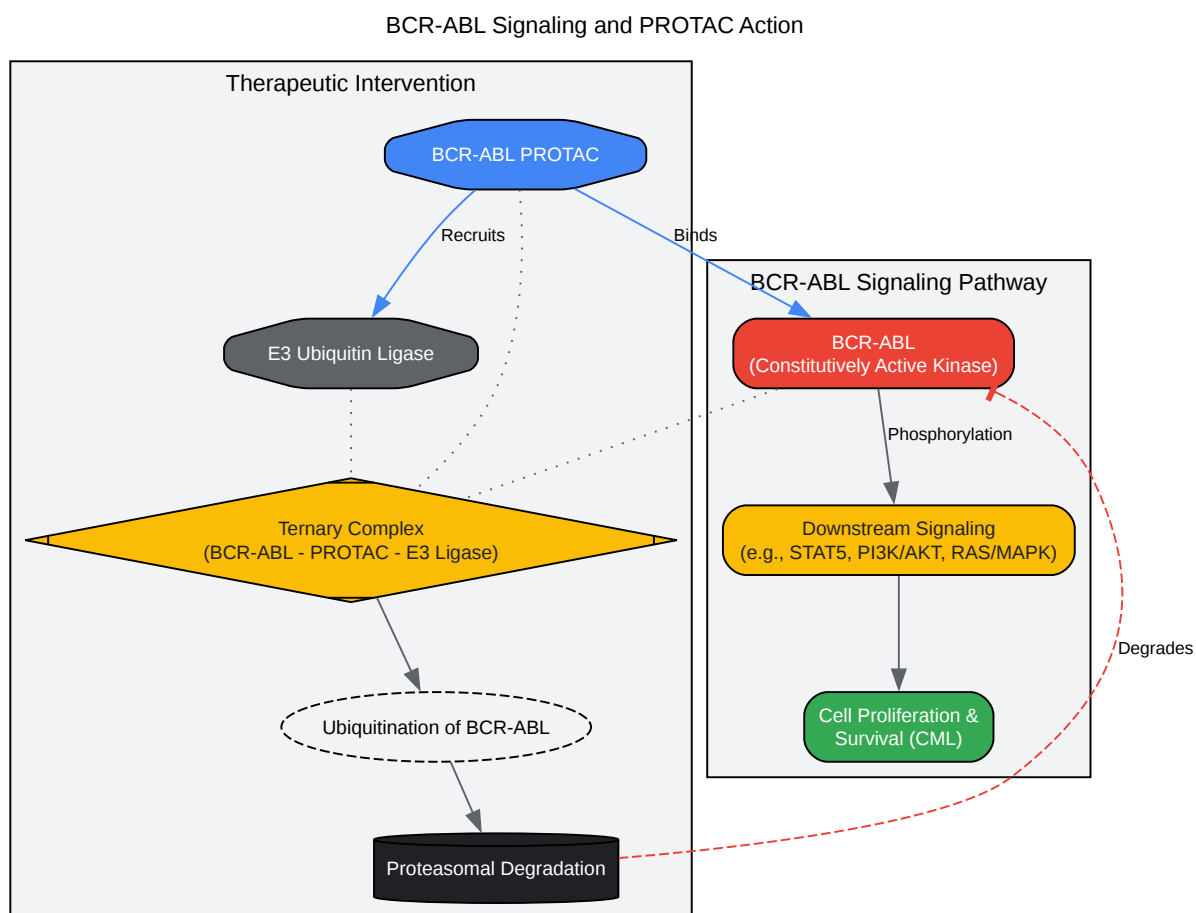 BCR-ABL Signaling and PROTAC Action
Therapeutic Intervention
BCR-ABL PROTAC
Recruits
Binds
E3 Ubiquitin Ligase
BCR-ABL Signaling Pathway
BCR-ABL
(Constitutively Active Kinase)
Phosphorylation
Ternary Complex
(BCR-ABL - PROTAC - E3 Ligase)
Downstream Signaling
(e.g., STAT5, PI3K/AKT, RAS/MAPK)
Degrades
Ubiquitination of BCR-ABL
Cell Proliferation &
Survival (CML)
Proteasomal Degradation